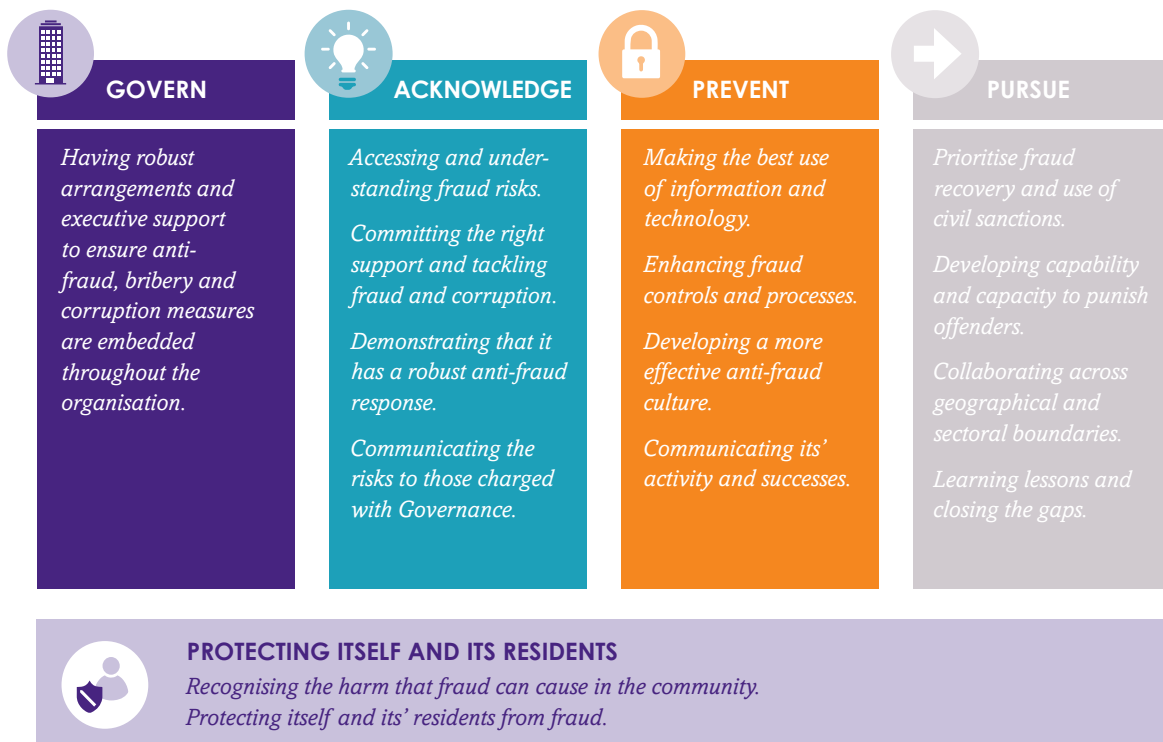 GOVERN
Having robust
arrangements and
executive support
to ensure anti-
fraud, bribery and
corruption measures
are embedded
throughout the
organisation.
ACKNOWLEDGE
Accessing and under-
standing fraud risks.
Committing the right
support and tackling
fraud and corruption.
Demonstrating that it
has a robust anti-fraud
response.
Communicating the
risks to those charged
with Governance.
PREVENT
Making the best use
of information and
technology.
Enhancing fraud
controls and processes.
Developing a more
effective anti-fraud
culture.
Communicating its’
activity and successes.
PURSUE
Prioritise fraud
recovery and use of
civil sanctions.
Developing capability
and capacity to punish
offenders.
Collaborating across
geographical and
sectoral boundaries.
Learning lessons and
closing the gaps.
PROTECTING ITSELF AND ITS RESIDENTS
Recognising the harm that fraud can cause in the community.
Protecting itself and its’ residents from fraud.